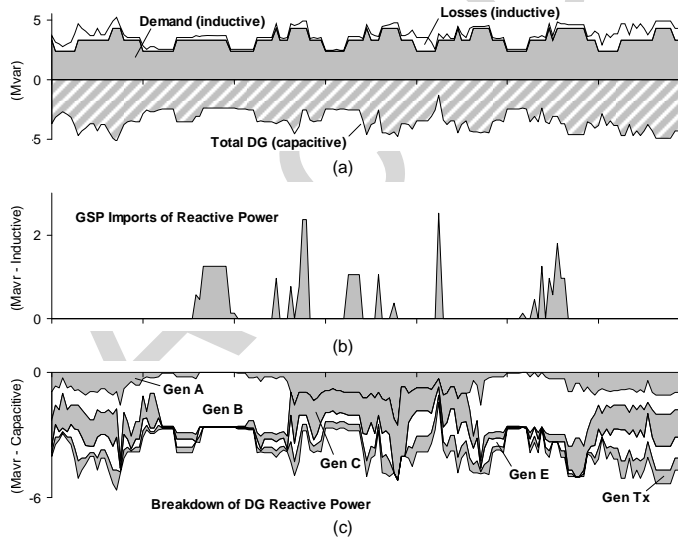 5
Demand (inductive)
Losses (inductive)
(Mvar)
0
Total DG (capacitive)
-5
(a)
GSP Imports of Reactive Power
(Mavr - Inductive)
2
0
(b)
0
Gen A
Gen B
(Mavr - Capacitive)
Gen C
Gen E
-6
Breakdown of DG Reactive Power
Gen Tx
(c)